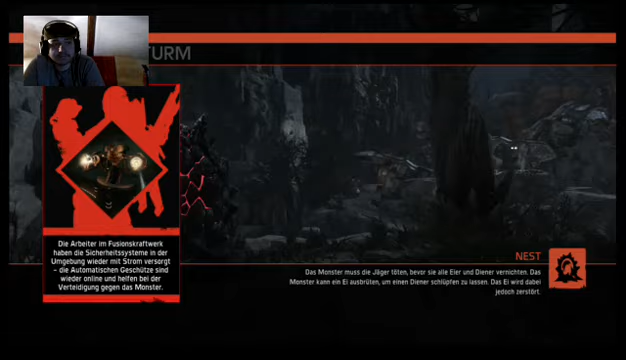 TURM
Die Arbeiter im Fusionskraftwerk
haben die Sicherheitssysteme in der
Umgebung wieder mit Strom versorgt
- die Automatischen Geschütze sind
wieder online und helfen bei der
Verteidigung gegen das Monster.
NEST
Das Monster muss die Jäger töten, bevor sie alle Eier und Diener vernichten. Das
Monster kann ein Ei ausbrüten, um einen Diener schlüpfen zu lassen. Das Ei wird dabei
jedoch zerstört.